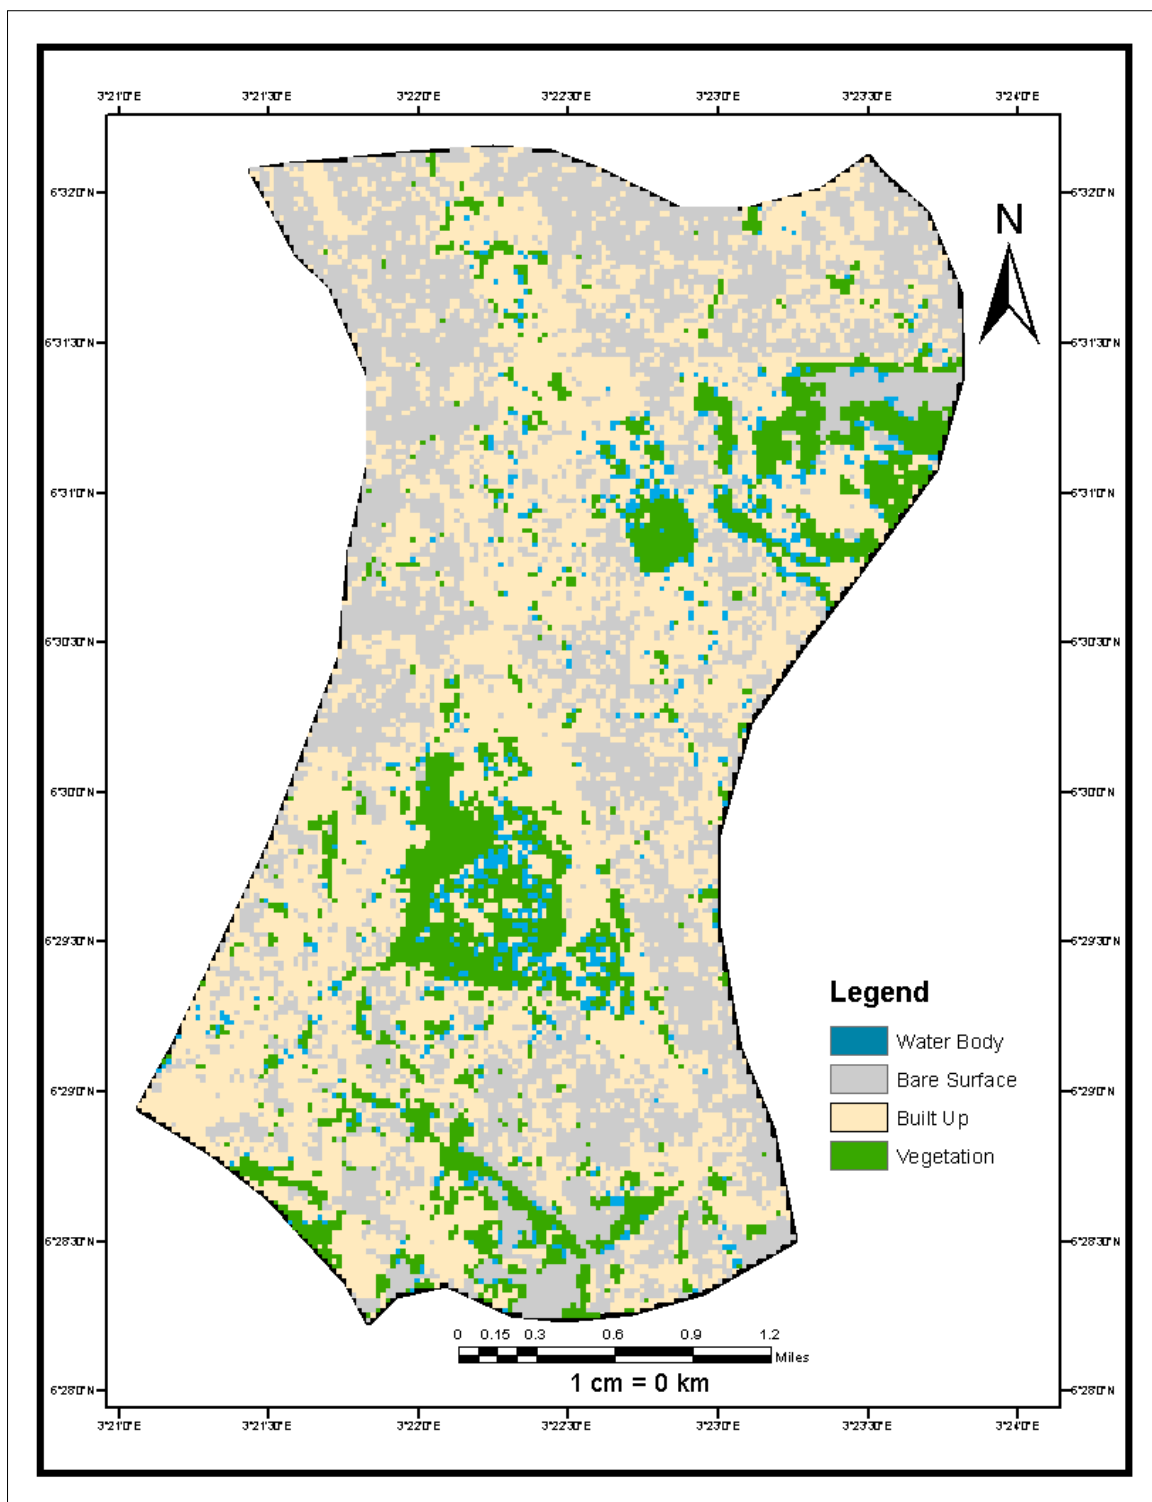 3°21'0"E 3°21'30"E 3°22'0"E 3°22'30"E 3°23'0"E 3°23'30"E 3°24'0"E
N
6°32'0"N 6°32'0"N
6°31'30"N 6°31'30"N
6°31'0"N 6°31'0"N
6°30'30"N 6°30'30"N
6°30'0"N 6°30'0"N
6°29'30"N 6°29'30"N
6°29'0"N 6°29'0"N
6°28'30"N 6°28'30"N
6°28'0"N 6°28'0"N
Legend
Water Body
Bare Surface
Built Up
Vegetation
0 0.15 0.3 0.6 0.9 1.2
Miles
1 cm = 0 km
3°21'0"E 3°21'30"E 3°22'0"E 3°22'30"E 3°23'0"E 3°23'30"E 3°24'0"E